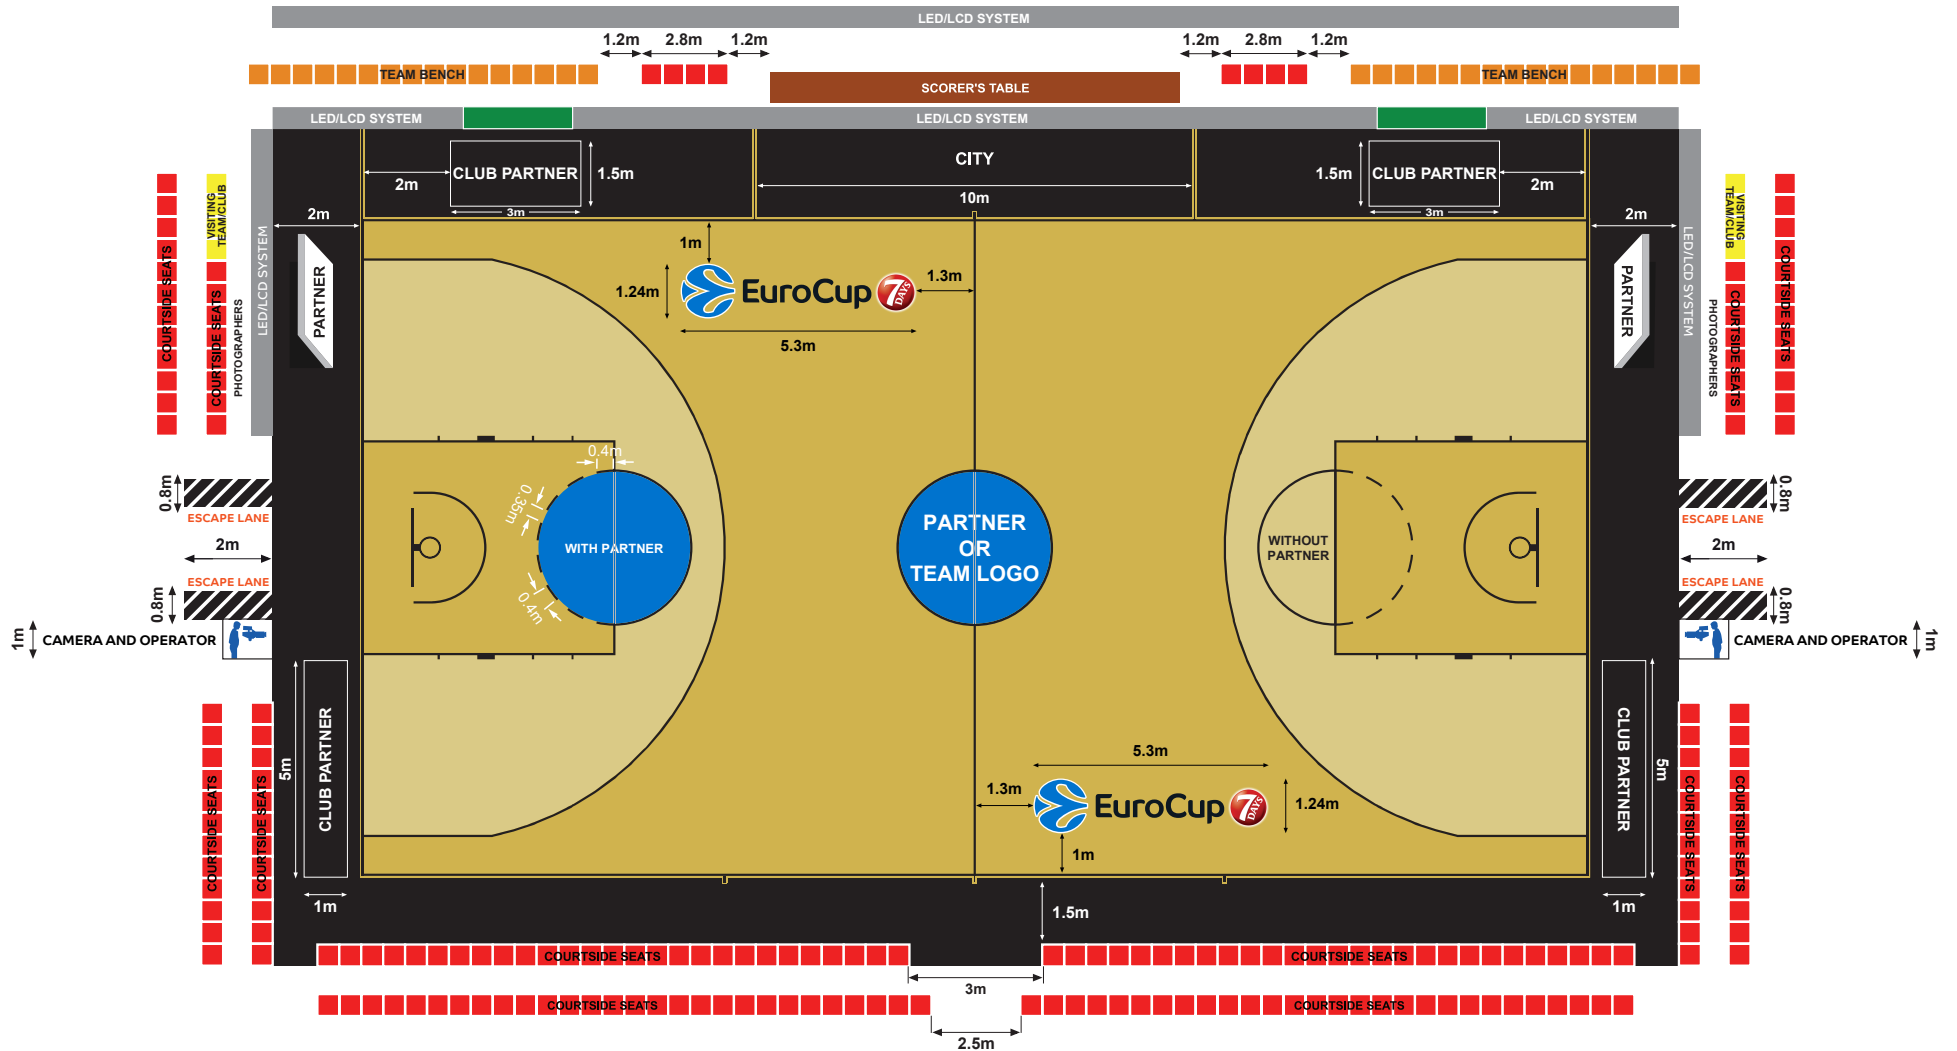 LED/LCD SYSTEM
1.2m 2.8m 1.2m 1.2m 2.8m 1.2m
TEAM BENCH TEAM BENCH
SCORER'S TABLE
LED/LCD SYSTEM LED/LCD SYSTEM LED/LCD SYSTEM
CITY
CLUB PARTNER 1.5m 1.5m CLUB PARTNER
2m 10m 2m
3m 3m
2m 2m
VISITING
TEAM/CLUB
VISITING
TEAM/CLUB
COURTSIDE SEATS
COURTSIDE SEATS
PHOTOGRAPHERS
LED/LCD SYSTEM
PARTNER
1m
1.24m EuroCup 7 DAYS 1.3m
5.3m
PARTNER
LED/LCD SYSTEM
PHOTOGRAPHERS
COURTSIDE SEATS
COURTSIDE SEATS
0.4m
0.35m
0.8m 0.8m
ESCAPE LANE ESCAPE LANE
PARTNER
OR
TEAM LOGO
WITH PARTNER
WITHOUT
PARTNER
2m 2m
ESCAPE LANE ESCAPE LANE
0.8m 0.8m
0.4m
1m CAMERA AND OPERATOR CAMERA AND OPERATOR 1m
5.3m
1.3m EuroCup 7 DAYS 1.24m
1m
COURTSIDE SEATS
COURTSIDE SEATS
5m
CLUB PARTNER
CLUB PARTNER
5m
COURTSIDE SEATS
COURTSIDE SEATS
1m 1.5m 1m
COURTSIDE SEATS COURTSIDE SEATS
3m
COURTSIDE SEATS COURTSIDE SEATS
2.5m